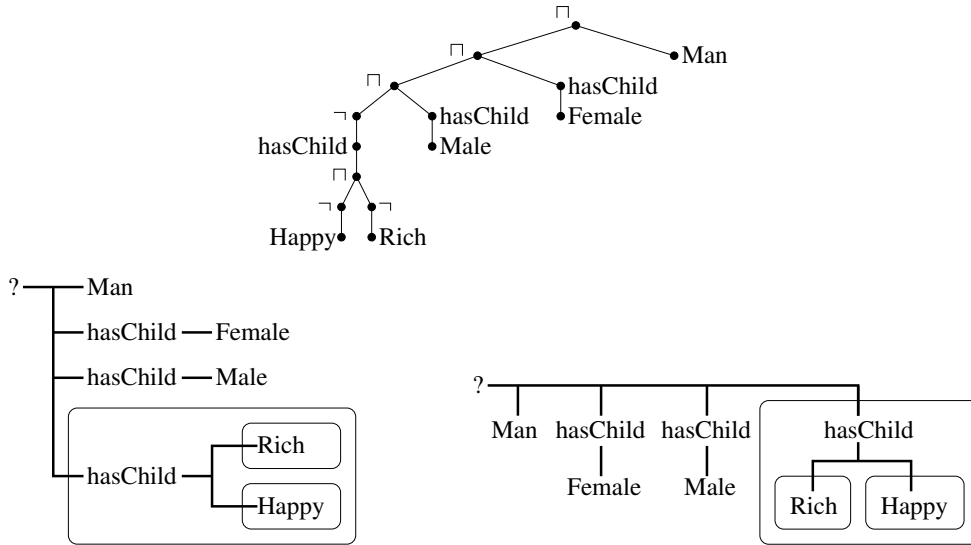 ⊓
⊓ Man
⊓ hasChild
¬ hasChild Female
hasChild Male
⊓
¬ ¬
Happy Rich
? Man
hasChild Female
hasChild Male
hasChild
Rich
Happy
?
Man hasChild hasChild hasChild
Female Male
Rich Happy